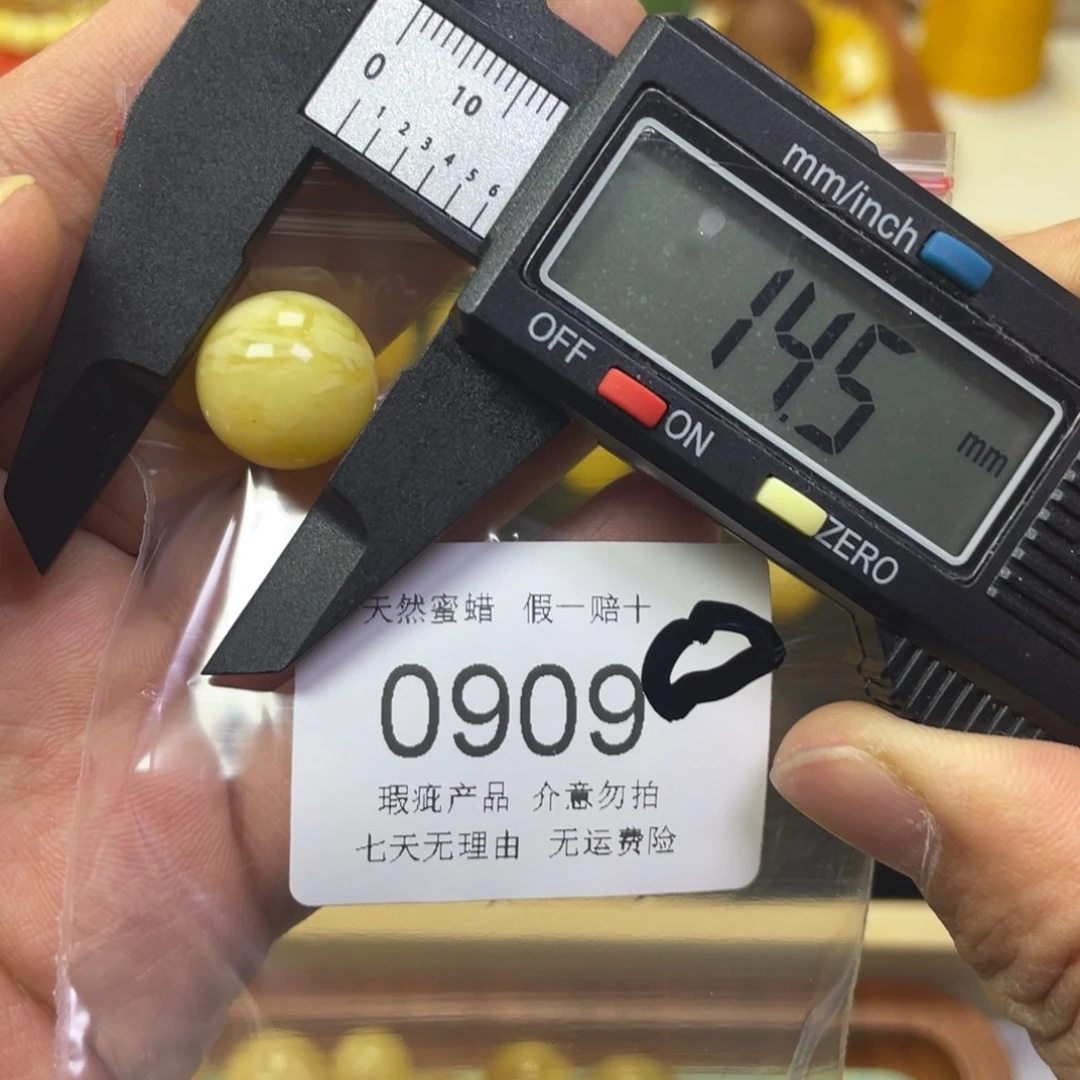 0 10
1 2 3 4 5 6
mm/inch
14.5 mm
OFF ON
ZERO
天然蜜蜡 假一赔十
0909
瑕疵产品 介意勿拍
七天无理由 无运费险